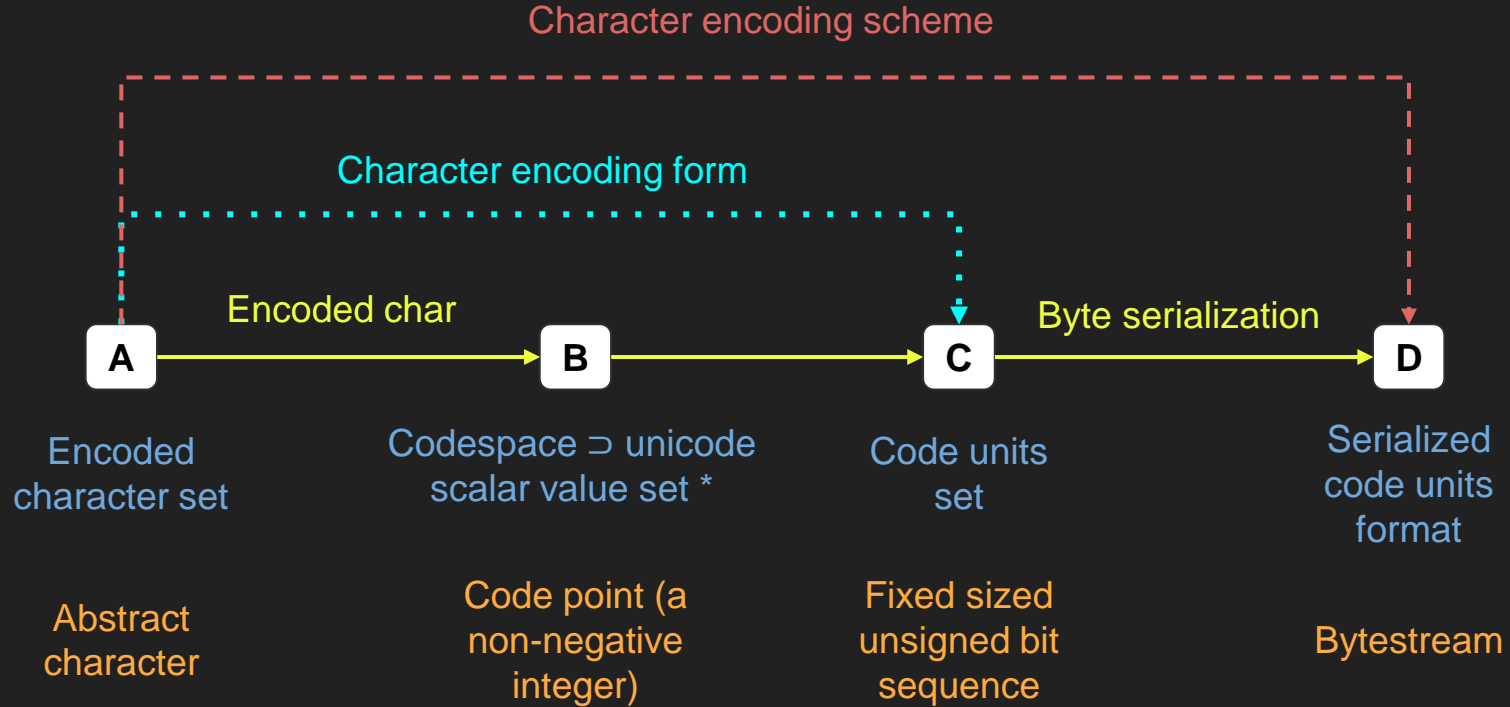 Character encoding scheme
Character encoding form
Encoded char
Byte serialization
A
B
C
D
Encoded
character set
Codespace ⊃ unicode
scalar value set *
Code units
set
Serialized
code units
format
Abstract
character
Code point (a
non-negative
integer)
Fixed sized
unsigned bit
sequence
Bytestream